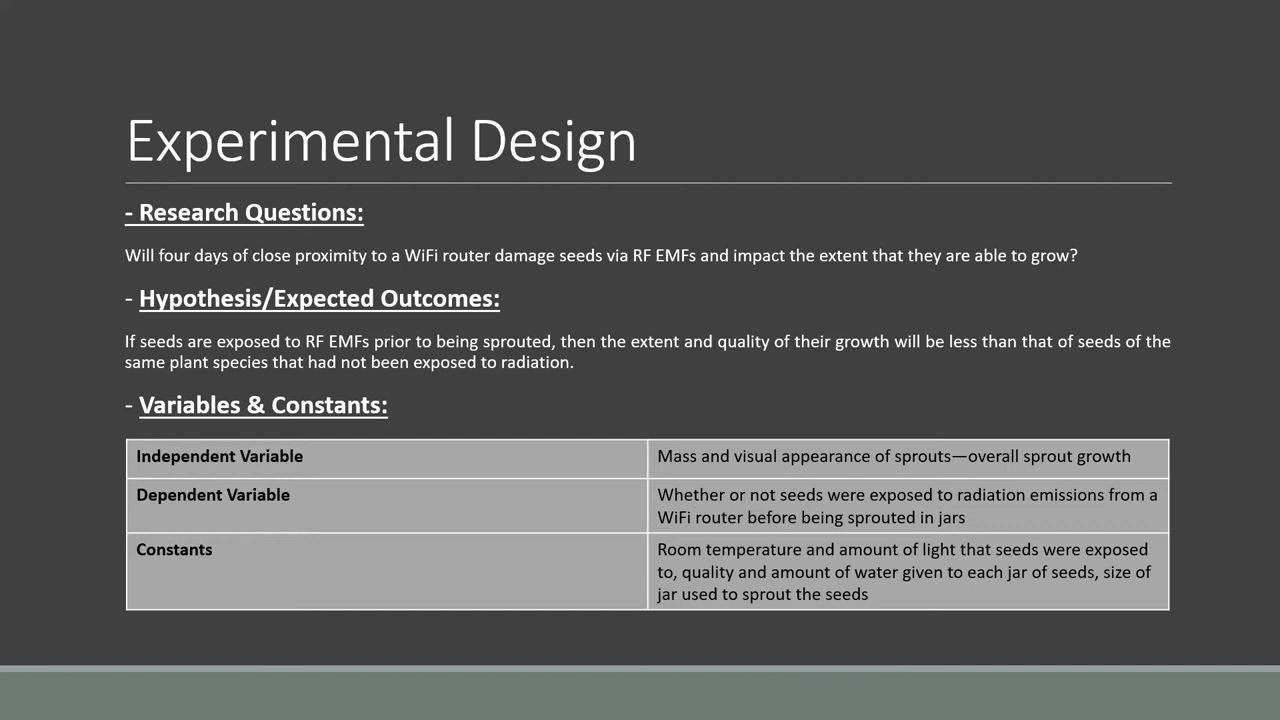 Experimental Design
- Research Questions:
Will four days of close proximity to a WiFi router damage seeds via RF EMFs and impact the extent that they are able to grow?
- Hypothesis/Expected Outcomes:
If seeds are exposed to RF EMFs prior to being sprouted, then the extent and quality of their growth will be less than that of seeds of the
same plant species that had not been exposed to radiation.
- Variables & Constants:
Independent Variable
Mass and visual appearance of sprouts—overall sprout growth
Dependent Variable
Whether or not seeds were exposed to radiation emissions from a
WiFi router before being sprouted in jars
Constants
Room temperature and amount of light that seeds were exposed
to, quality and amount of water given to each jar of seeds, size of
jar used to sprout the seeds